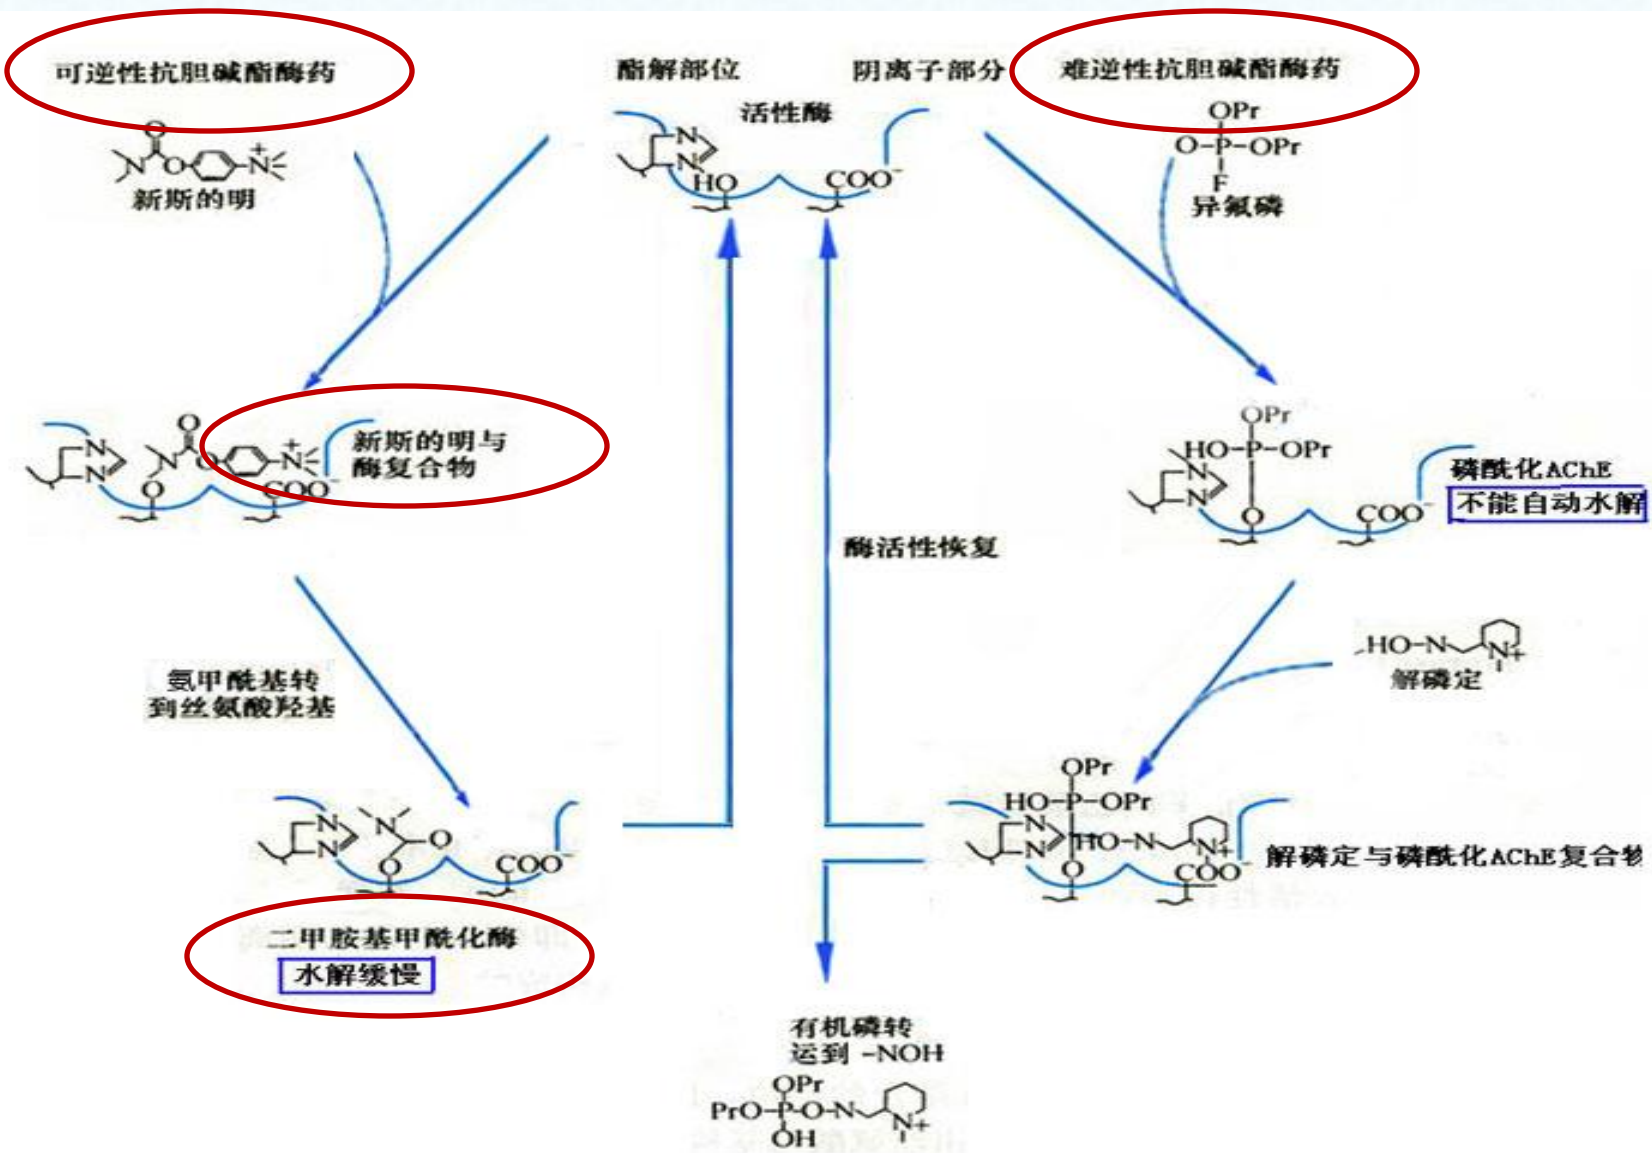 可逆性抗胆碱酯酶药
酯解部位
阴离子部分
难逆性抗胆碱酯酶药
活性酶
OPr
O-P-OPr
F
异氟磷
O
N
O
N
+
新斯的明
N
N
HO
COO-
O
N
O
N
+
N
N
O
COO-
新斯的明与
酶复合物
OPr
HO-P-OPr
N
N
O
COO-
磷酰化AChE
不能自动水解
酶活性恢复
HO-N
N+
解磷定
氨甲酰基转
到丝氨酸羟基
N
N
N
O
O
COO-
二甲胺基甲酰化酶
水解缓慢
OPr
HO-P-OPr
N
N
HO-N
N+
O
COO-
解磷定与磷酰化AChE复合物
有机磷转
运到 -NOH
OPr
PrO-P-O-N
N+
OH